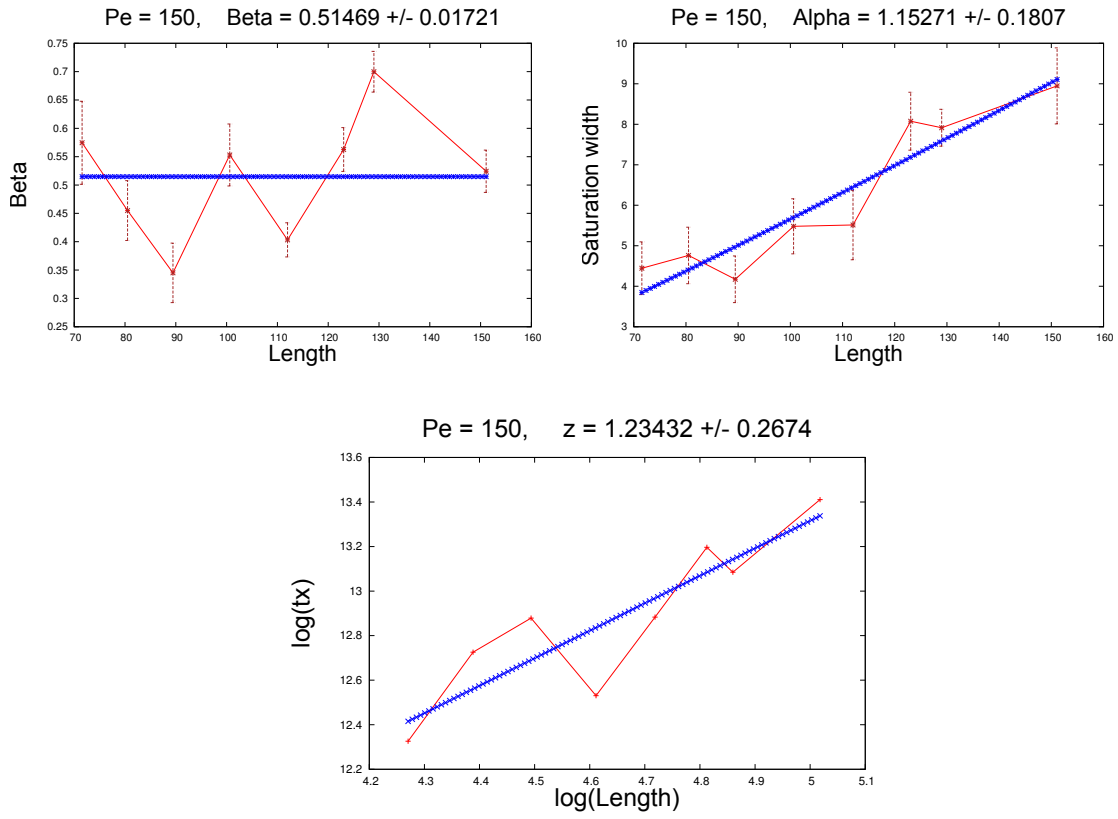 Pe = 150, Beta = 0.51469 +/- 0.01721
0.75
0.7
0.65
0.6
0.55
0.5
0.45
0.4
0.35
0.3
0.25
Beta
70 80 90 100 110 120 130 140 150 160
Length
Pe = 150, Alpha = 1.15271 +/- 0.1807
10
9
8
7
6
5
4
3
Saturation width
70 80 90 100 110 120 130 140 150 160
Length
Pe = 150, z = 1.23432 +/- 0.2674
13.6
13.4
13.2
13
12.8
12.6
12.4
12.2
log(tx)
4.2 4.3 4.4 4.5 4.6 4.7 4.8 4.9 5 5.1
log(Length)